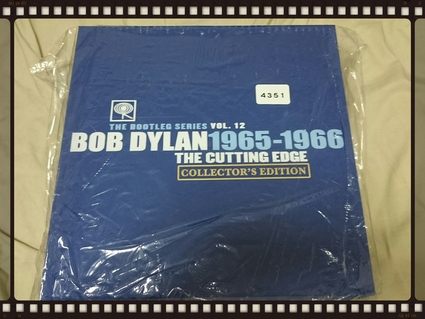 4351
THE BOOTLEG SERIES VOL. 12
BOB DYLAN 1965-1966
THE CUTTING EDGE
COLLECTOR'S EDITION